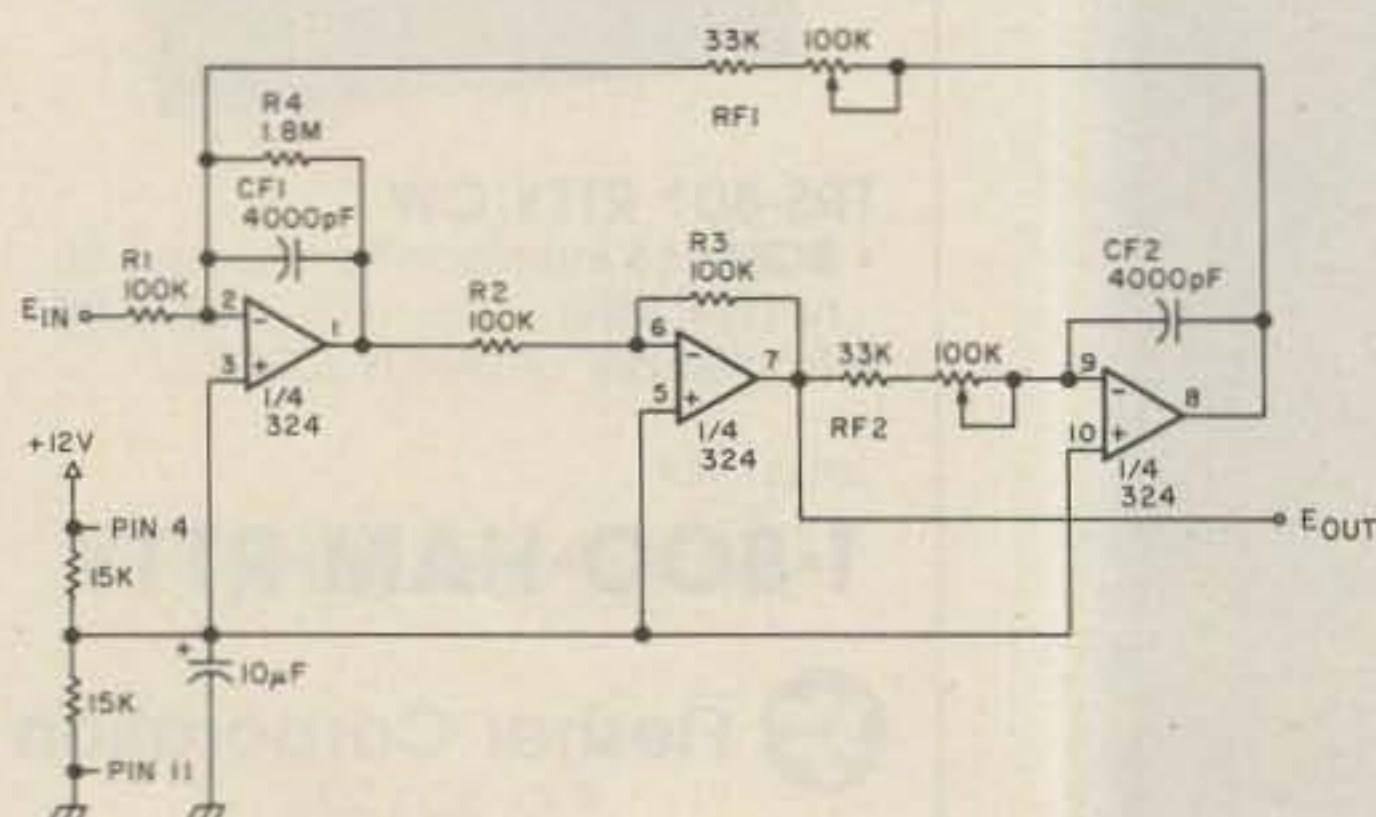 33K
100K
RF1
R4
1.8M
CF1
4000pF
R1
100K
EIN
2
-
3
+
1
1/4
324
R2
100K
R3
100K
6
-
5
+
7
1/4
324
33K
100K
RF2
CF2
4000pF
9
-
10
+
8
1/4
324
EOUT
+12V
PIN 4
15K
+
10µF
15K
PIN 11